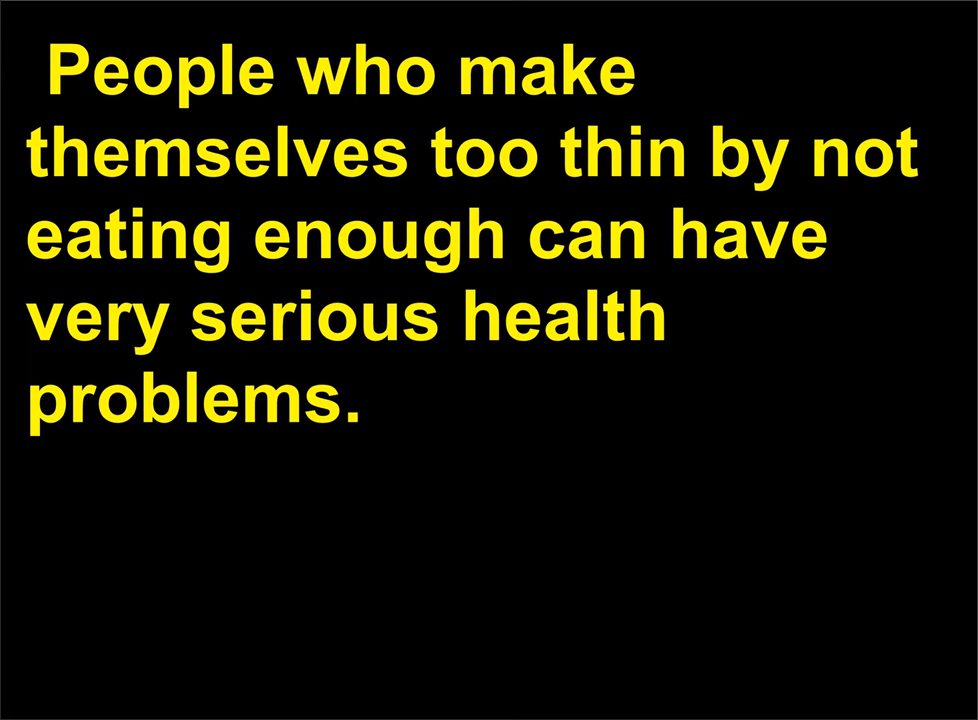 People who make
themselves too thin by not
eating enough can have
very serious health
problems.